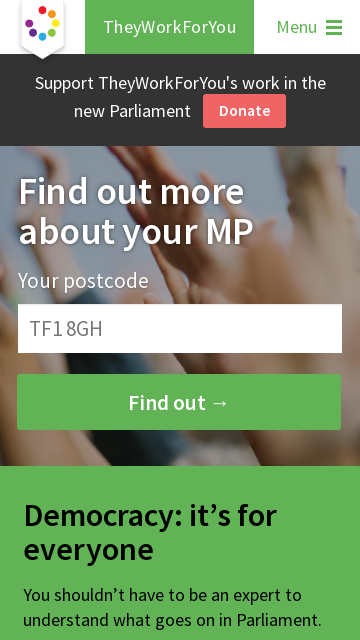 TheyWorkForYou
Menu
Support TheyWorkForYou's work in the
new Parliament Donate
Find out more
about your MP
Your postcode
TF1 8GH
Find out →
Democracy: it’s for
everyone
You shouldn’t have to be an expert to
understand what goes on in Parliament.